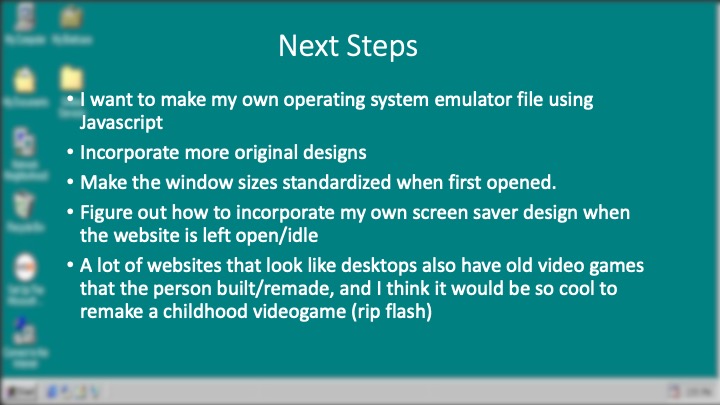 Next Steps
• I want to make my own operating system emulator file using
Javascript
• Incorporate more original designs
• Make the window sizes standardized when first opened.
• Figure out how to incorporate my own screen saver design when
the website is left open/idle
• A lot of websites that look like desktops also have old video games
that the person built/remade, and I think it would be so cool to
remake a childhood videogame (rip flash)